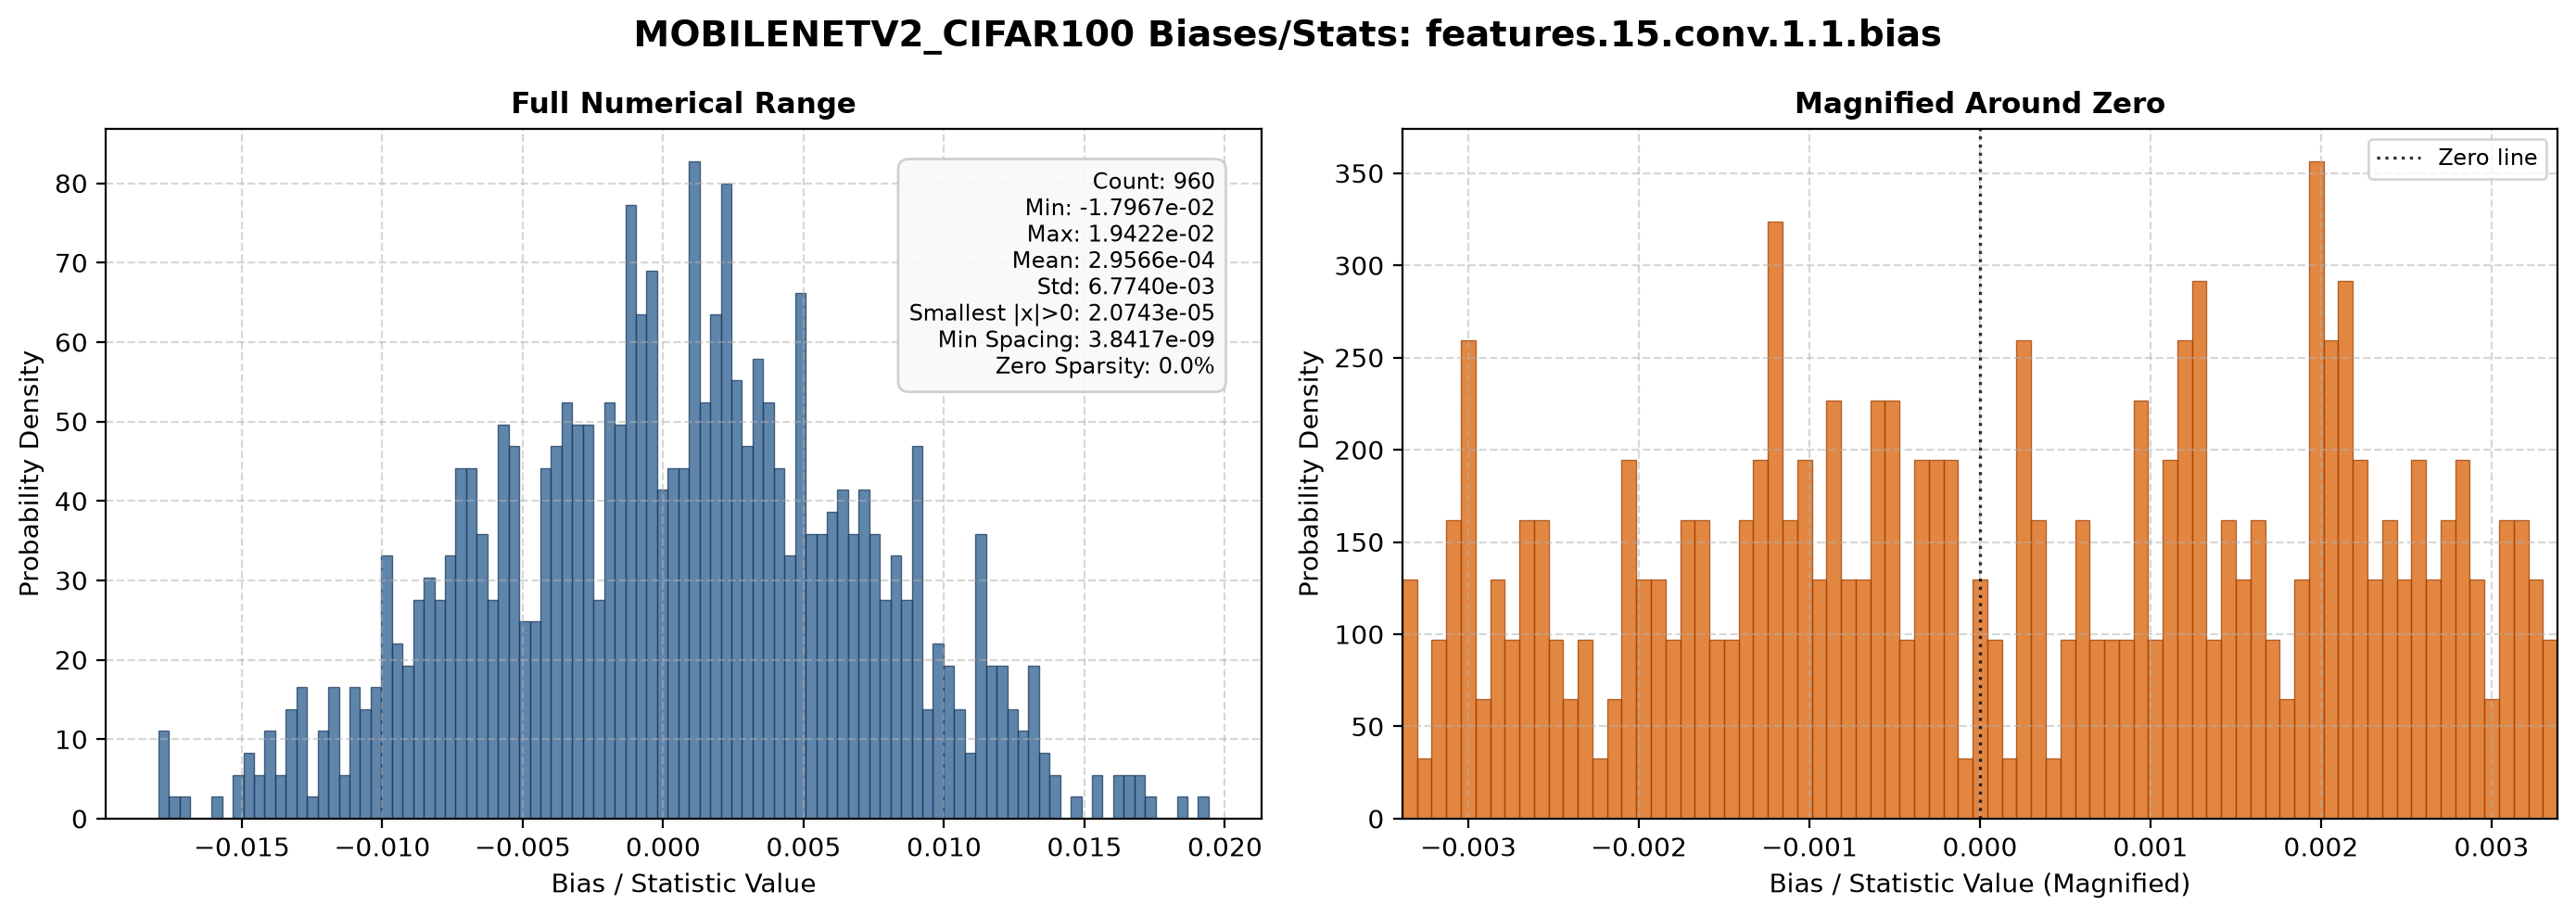 MOBILENETV2_CIFAR100 Biases/Stats: features.15.conv.1.1.bias
Full Numerical Range
Probability Density
80
70
60
50
40
30
20
10
0
Count: 960
Min: -1.7967e-02
Max: 1.9422e-02
Mean: 2.9566e-04
Std: 6.7740e-03
Smallest |x|>0: 2.0743e-05
Min Spacing: 3.8417e-09
Zero Sparsity: 0.0%
−0.015 −0.010 −0.005 0.000 0.005 0.010 0.015 0.020
Bias / Statistic Value
Magnified Around Zero
Probability Density
350
300
250
200
150
100
50
0
Zero line
−0.003 −0.002 −0.001 0.000 0.001 0.002 0.003
Bias / Statistic Value (Magnified)